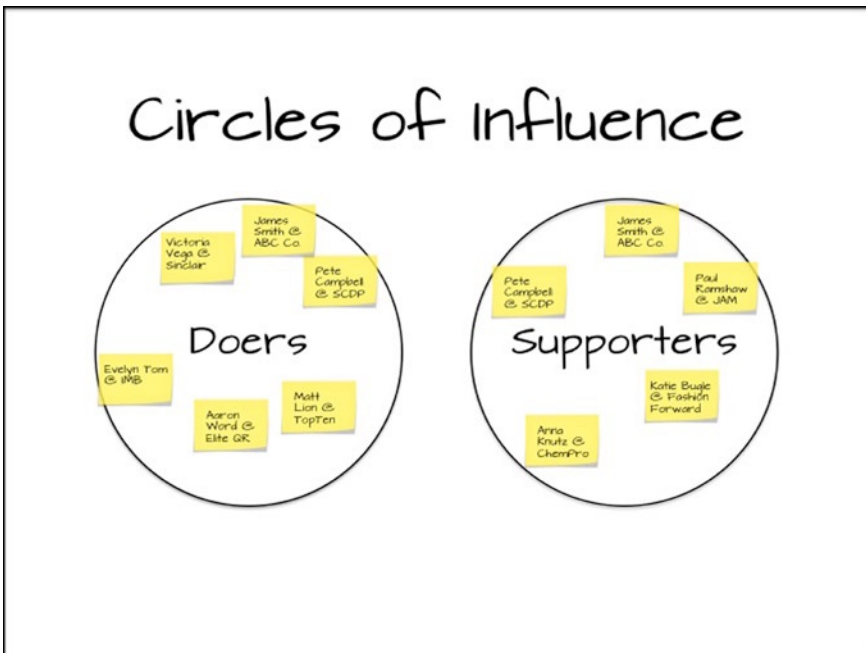 Circles of Influence
James
Smith @
ABC Co.
Victoria
Vega @
Sinclair
Pete
Campbell
@ SCDP
Doers
Evelyn Tom
@ IMB
Matt
Lion @
TopTen
Aaron
Word @
Elite QR
James
Smith @
ABC Co.
Pete
Campbell
@ SCDP
Paul
Ramshaw
@ JAM
Supporters
Katie Bugle
@ Fashion
Forward
Anna
Knutz @
ChemPro